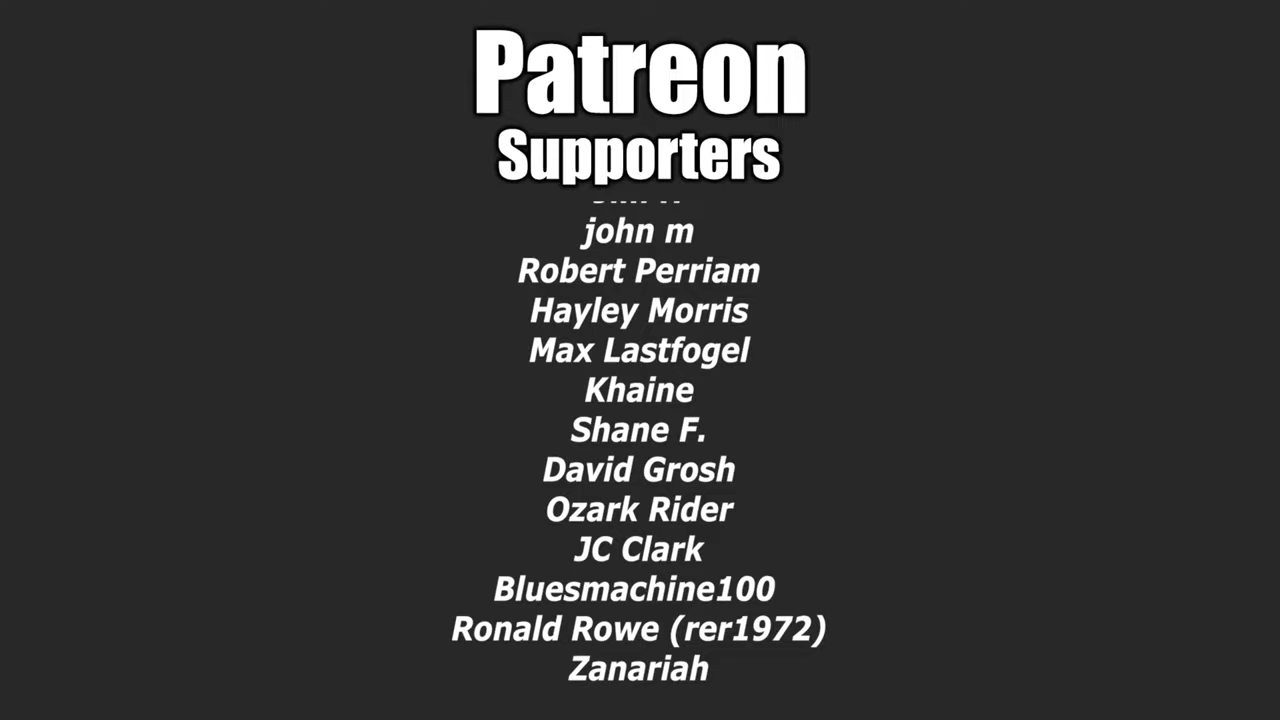 Patreon
Supporters
john m
Robert Perriam
Hayley Morris
Max Lastfogel
Khaine
Shane F.
David Grosh
Ozark Rider
JC Clark
Bluesmachine100
Ronald Rowe (rer1972)
Zanariah